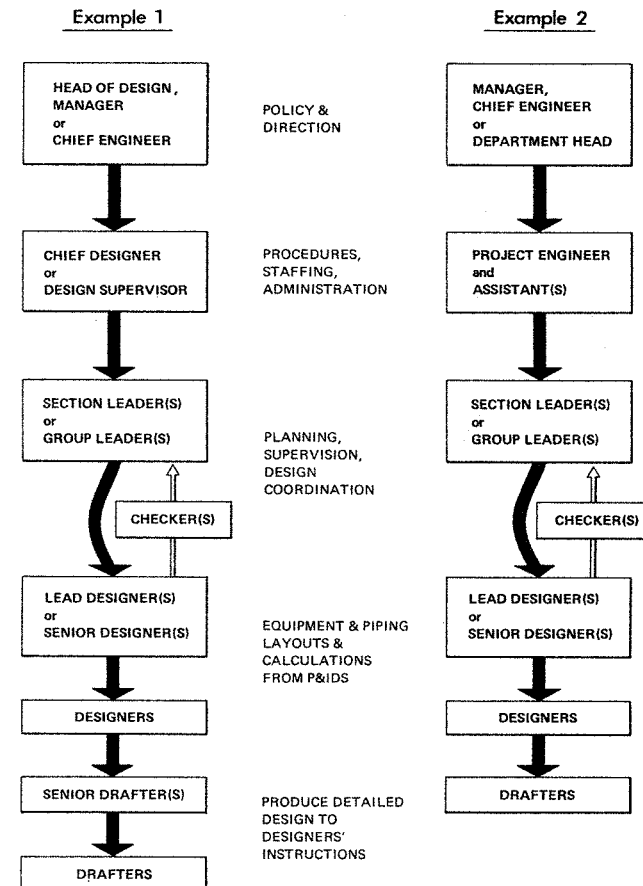 Example 1
HEAD OF DESIGN,
MANAGER
or
CHIEF ENGINEER
CHIEF DESIGNER
or
DESIGN SUPERVISOR
SECTION LEADER(S)
or
GROUP LEADER(S)
CHECKER(S)
LEAD DESIGNER(S)
or
SENIOR DESIGNER(S)
DESIGNERS
SENIOR DRAFTER(S)
DRAFTERS
POLICY &
DIRECTION
PROCEDURES,
STAFFING,
ADMINISTRATION
PLANNING,
SUPERVISION,
DESIGN
COORDINATION
EQUIPMENT & PIPING
LAYOUTS &
CALCULATIONS
FROM P&IDS
PRODUCE DETAILED
DESIGN TO
DESIGNERS'
INSTRUCTIONS
Example 2
MANAGER,
CHIEF ENGINEER
or
DEPARTMENT HEAD
PROJECT ENGINEER
and
ASSISTANT(S)
SECTION LEADER(S)
or
GROUP LEADER(S)
CHECKER(S)
LEAD DESIGNER(S)
or
SENIOR DESIGNER(S)
DESIGNERS
DRAFTERS